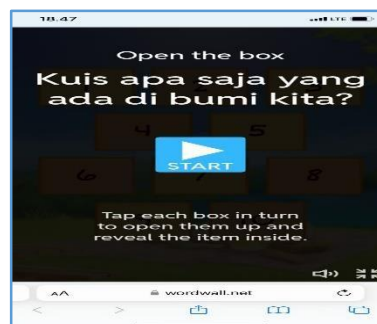 18.47
LTE
Open the box
Kuis apa saja yang
ada di bumi kita?
4
5
6
7
8
START
Tap each box in turn
to open them up and
reveal the item inside.
AA
wordwall.net